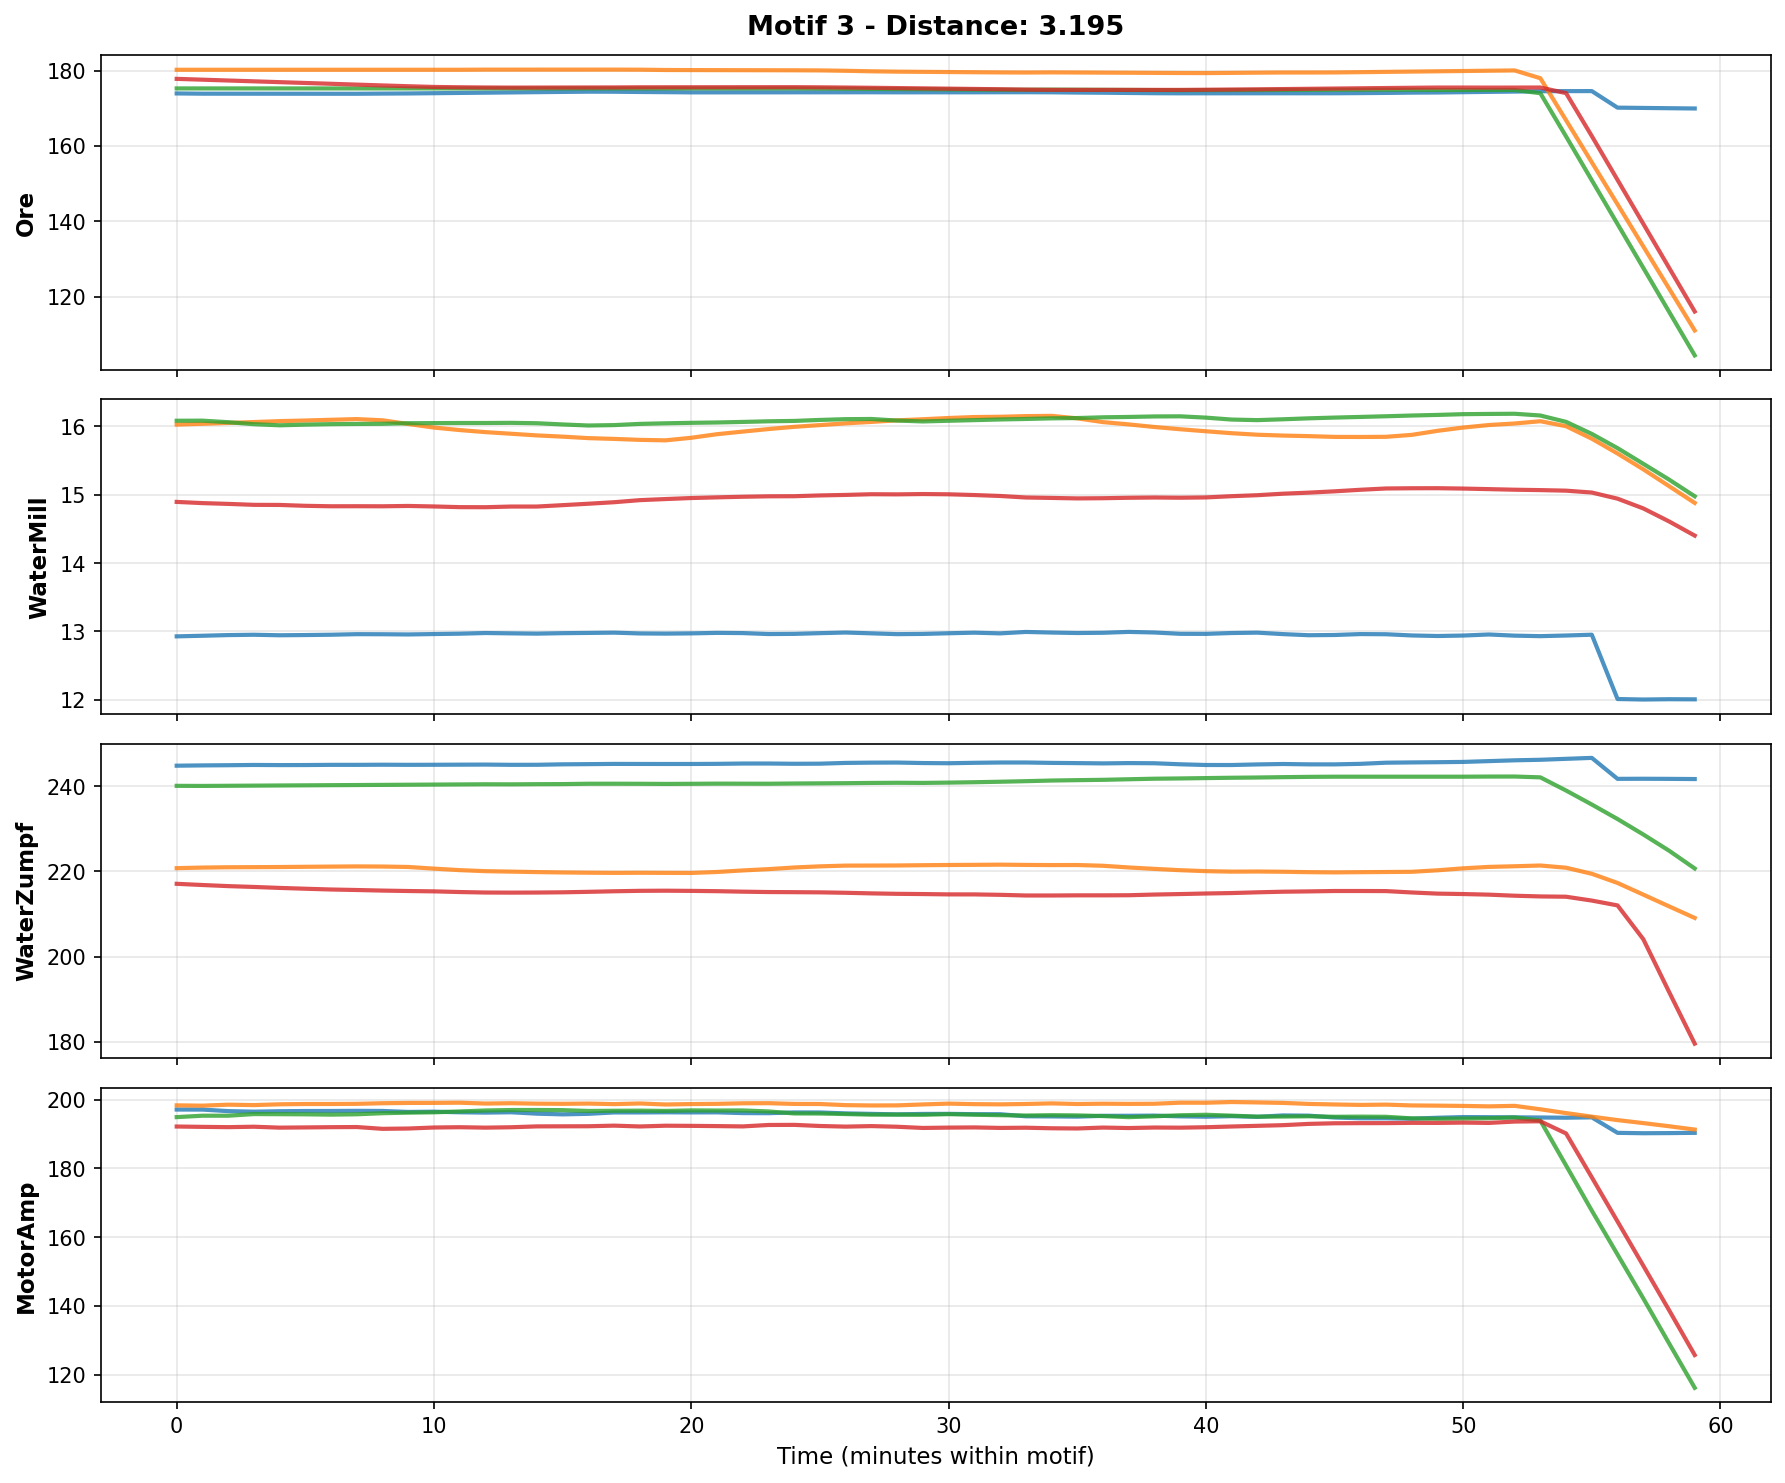 Motif 3 - Distance: 3.195
180
160
140
120
Ore
16
15
14
13
12
WaterMill
240
220
200
180
WaterZumpf
200
180
160
140
120
MotorAmp
0 10 20 30 40 50 60
Time (minutes within motif)